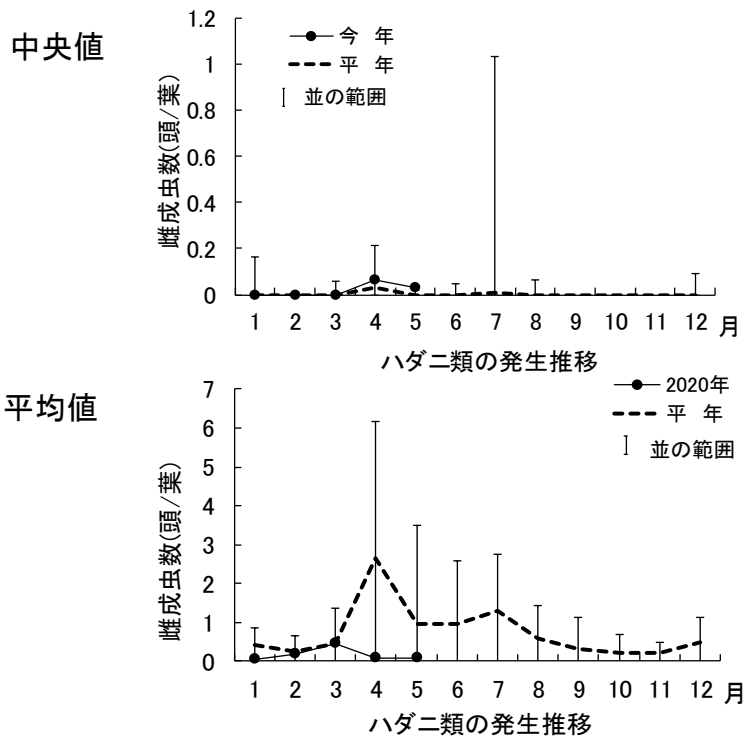 中央値
雌成虫数(頭/葉)
1.2
1
0.8
0.6
0.4
0.2
0
今 年
平 年
並の範囲
1 2 3 4 5 6 7 8 9 10 11 12 月
ハダニ類の発生推移
平均値
雌成虫数(頭/葉)
7
6
5
4
3
2
1
0
2020年
平 年
並の範囲
1 2 3 4 5 6 7 8 9 10 11 12 月
ハダニ類の発生推移